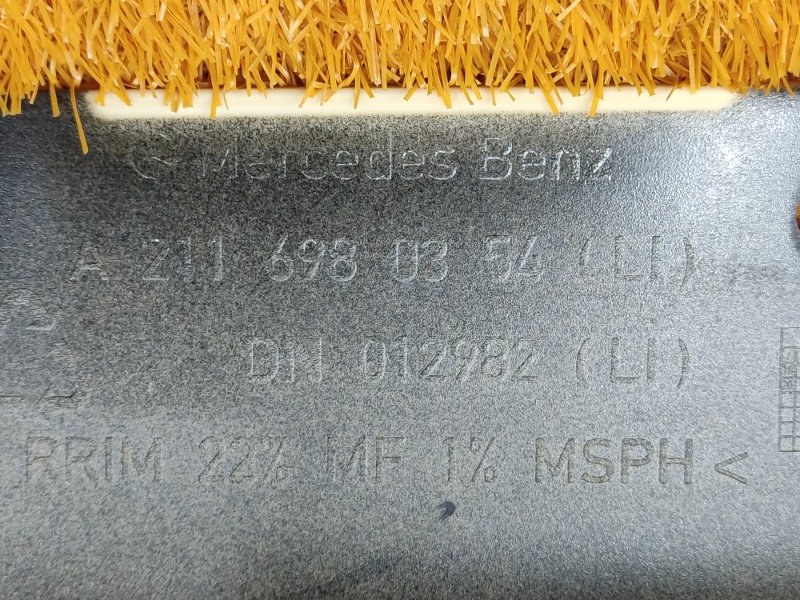 Mercedes Benz
A 211 698 03 54 (LI)
DN 012982 (LI)
RRIM 22% MF 1% MSPH <